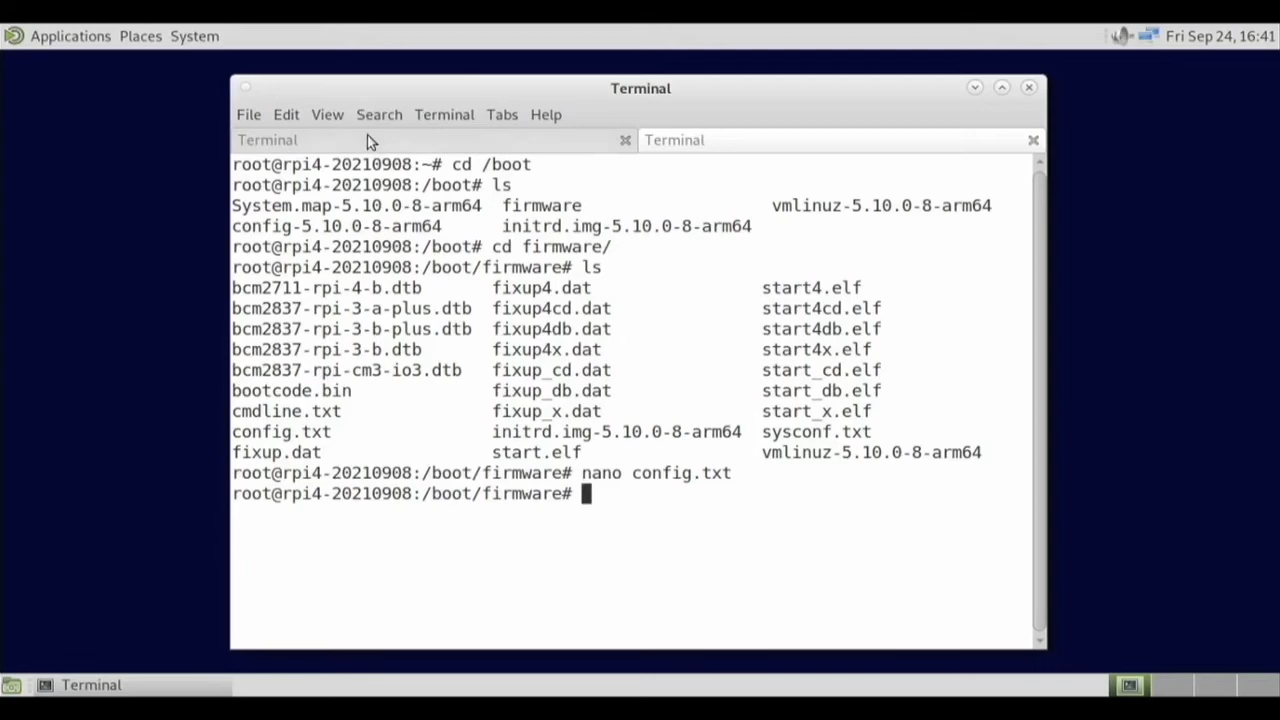 Applications Places System Fri Sep 24, 16:41
Terminal
File Edit View Search Terminal Tabs Help
Terminal Terminal
root@rpi4-20210908:~# cd /boot
root@rpi4-20210908:/boot# ls
System.map-5.10.0-8-arm64 firmware vmlinuz-5.10.0-8-arm64
config-5.10.0-8-arm64 initrd.img-5.10.0-8-arm64
root@rpi4-20210908:/boot# cd firmware/
root@rpi4-20210908:/boot/firmware# ls
bcm2711-rpi-4-b.dtb fixup4.dat start4.elf
bcm2837-rpi-3-a-plus.dtb fixup4cd.dat start4cd.elf
bcm2837-rpi-3-b-plus.dtb fixup4db.dat start4db.elf
bcm2837-rpi-3-b.dtb fixup4x.dat start4x.elf
bcm2837-rpi-cm3-io3.dtb fixup_cd.dat start_cd.elf
bootcode.bin fixup_db.dat start_db.elf
cmdline.txt fixup_x.dat start_x.elf
config.txt initrd.img-5.10.0-8-arm64 sysconf.txt
fixup.dat start.elf vmlinuz-5.10.0-8-arm64
root@rpi4-20210908:/boot/firmware# nano config.txt
root@rpi4-20210908:/boot/firmware#
Terminal